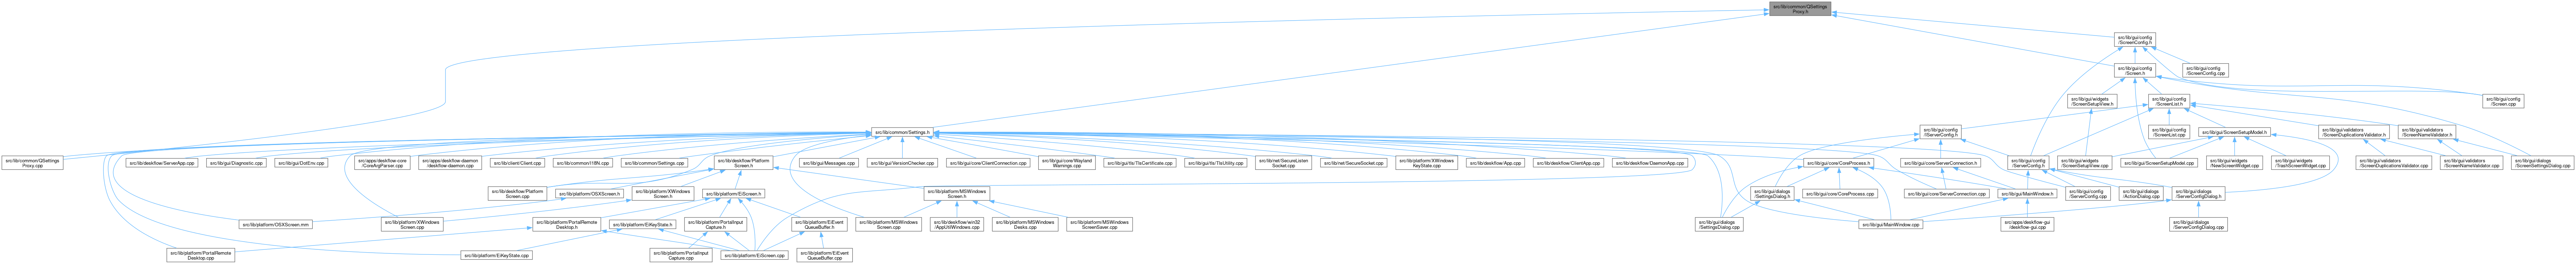 src/lib/common/QSettings
Proxy.h
src/lib/gui/config
/ScreenConfig.h
src/lib/gui/config
/Screen.h
src/lib/gui/config
/ScreenConfig.cpp
src/lib/gui/widgets
/ScreenSetupView.h
src/lib/gui/config
/ScreenList.h
src/lib/gui/config
/Screen.cpp
src/lib/common/Settings.h
src/lib/gui/config
/IServerConfig.h
src/lib/gui/config
/ScreenList.cpp
src/lib/gui/ScreenSetupModel.h
src/lib/gui/validators
/ScreenDuplicationsValidator.h
src/lib/gui/validators
/ScreenNameValidator.h
src/lib/common/QSettings
Proxy.cpp
src/lib/deskflow/ServerApp.cpp
src/lib/gui/Diagnostic.cpp
src/lib/gui/DotEnv.cpp
src/apps/deskflow-core
/CoreArgParser.cpp
src/apps/deskflow-daemon
/deskflow-daemon.cpp
src/lib/client/Client.cpp
src/lib/common/I18N.cpp
src/lib/common/Settings.cpp
src/lib/deskflow/Platform
Screen.h
src/lib/gui/Messages.cpp
src/lib/gui/VersionChecker.cpp
src/lib/gui/core/ClientConnection.cpp
src/lib/gui/core/Wayland
Warnings.cpp
src/lib/gui/tls/TlsCertificate.cpp
src/lib/gui/tls/TlsUtility.cpp
src/lib/net/SecureListen
Socket.cpp
src/lib/net/SecureSocket.cpp
src/lib/platform/XWindows
KeyState.cpp
src/lib/deskflow/App.cpp
src/lib/deskflow/ClientApp.cpp
src/lib/deskflow/DaemonApp.cpp
src/lib/gui/core/CoreProcess.h
src/lib/gui/core/ServerConnection.h
src/lib/gui/config
/ServerConfig.h
src/lib/gui/widgets
/ScreenSetupView.cpp
src/lib/gui/ScreenSetupModel.cpp
src/lib/gui/widgets
/NewScreenWidget.cpp
src/lib/gui/widgets
/TrashScreenWidget.cpp
src/lib/gui/validators
/ScreenDuplicationsValidator.cpp
src/lib/gui/validators
/ScreenNameValidator.cpp
src/lib/gui/dialogs
/ScreenSettingsDialog.cpp
src/lib/deskflow/Platform
Screen.cpp
src/lib/platform/OSXScreen.h
src/lib/platform/XWindows
Screen.h
src/lib/platform/EiScreen.h
src/lib/platform/MSWindows
Screen.h
src/lib/gui/dialogs
/SettingsDialog.h
src/lib/gui/core/CoreProcess.cpp
src/lib/gui/core/ServerConnection.cpp
src/lib/gui/MainWindow.h
src/lib/gui/config
/ServerConfig.cpp
src/lib/gui/dialogs
/ActionDialog.cpp
src/lib/gui/dialogs
/ServerConfigDialog.h
src/lib/platform/OSXScreen.mm
src/lib/platform/XWindows
Screen.cpp
src/lib/platform/PortalRemote
Desktop.h
src/lib/platform/EiKeyState.h
src/lib/platform/PortalInput
Capture.h
src/lib/platform/EiEvent
QueueBuffer.h
src/lib/platform/MSWindows
Screen.cpp
src/lib/deskflow/win32
/AppUtilWindows.cpp
src/lib/platform/MSWindows
Desks.cpp
src/lib/platform/MSWindows
ScreenSaver.cpp
src/lib/gui/dialogs
/SettingsDialog.cpp
src/lib/gui/MainWindow.cpp
src/apps/deskflow-gui
/deskflow-gui.cpp
src/lib/gui/dialogs
/ServerConfigDialog.cpp
src/lib/platform/PortalRemote
Desktop.cpp
src/lib/platform/EiKeyState.cpp
src/lib/platform/PortalInput
Capture.cpp
src/lib/platform/EiScreen.cpp
src/lib/platform/EiEvent
QueueBuffer.cpp